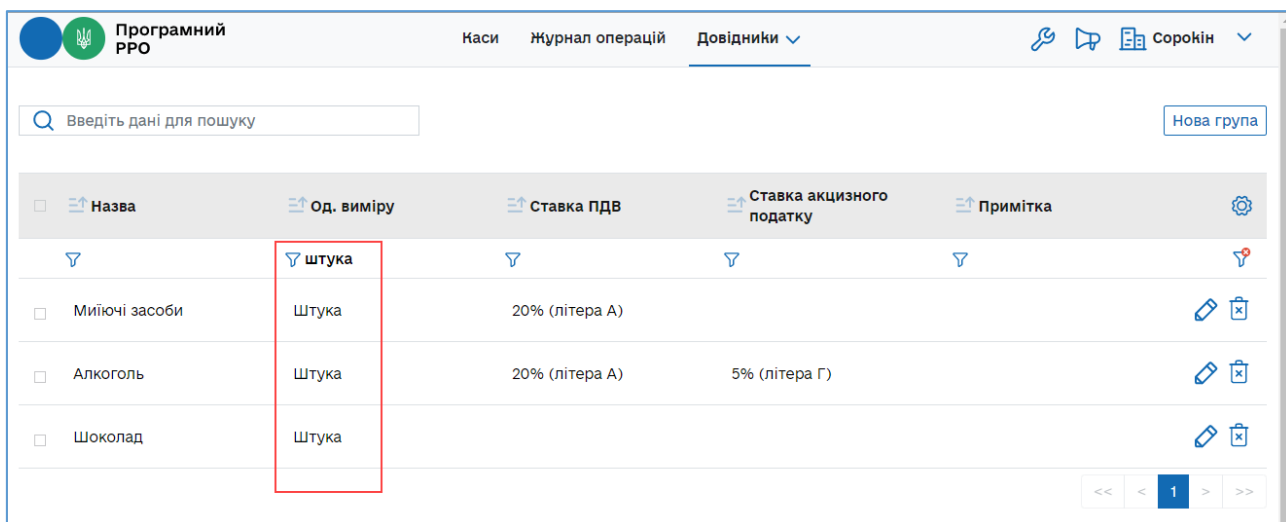 Програмний
РРО
Каси Журнал операцій Довідники Сорокін
Введіть дані для пошуку
Нова група
Назва Од. виміру Ставка ПДВ Ставка акцизного податку Примітка
штука
Миїючі засоби Штука 20% (літера А)
Алкоголь Штука 20% (літера А) 5% (літера Г)
Шоколад Штука
<< < 1 > >>